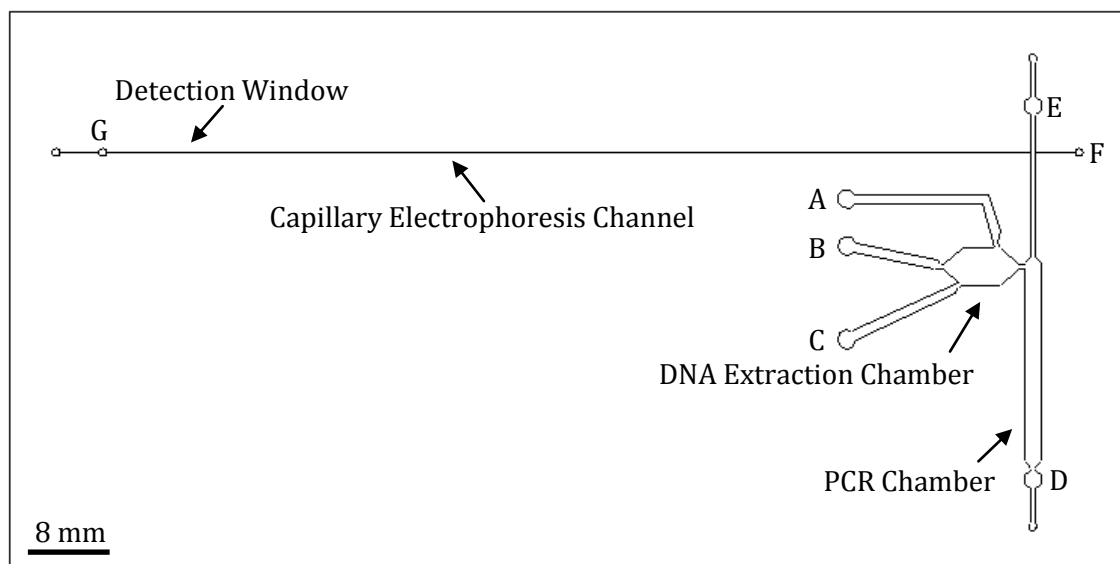 Detection Window
E
G
F
A
Capillary Electrophoresis Channel
B
C
DNA Extraction Chamber
PCR Chamber
D
8 mm